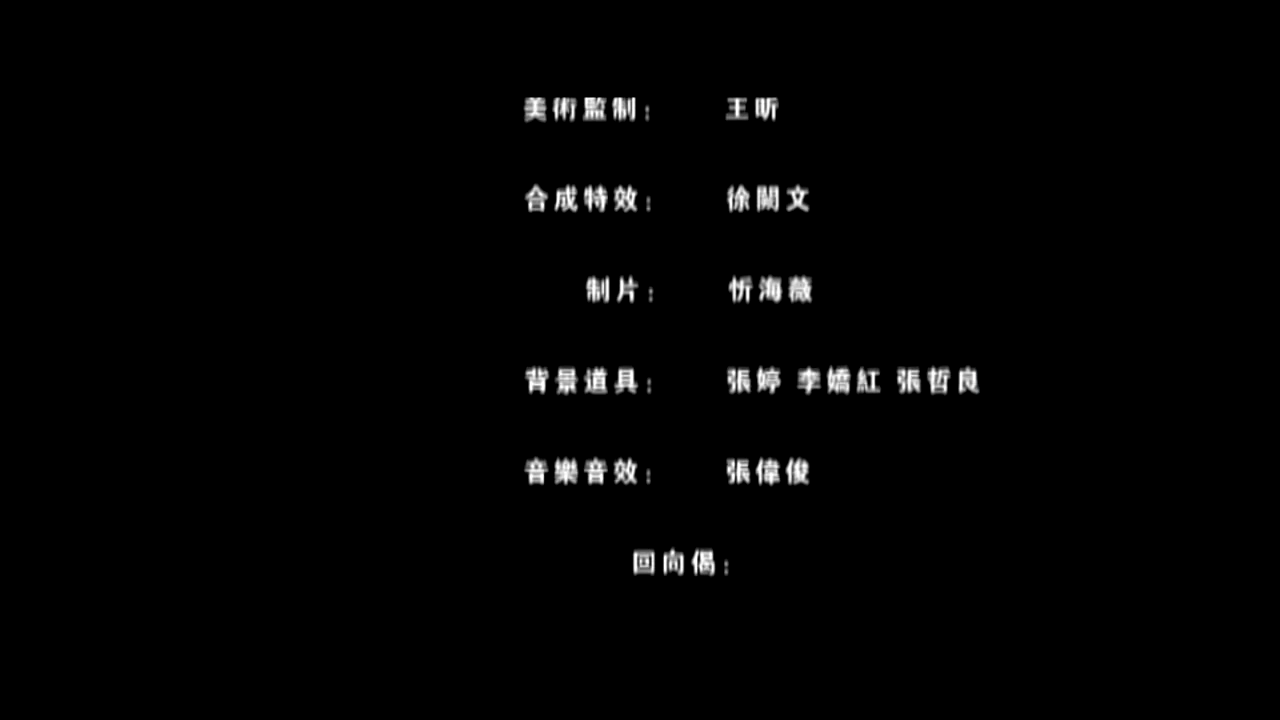 美術監制： 王昕
合成特效： 徐關文
制片： 忻海薇
背景道具： 張婷 李嬌紅 張哲良
音樂音效： 張偉俊
回向偈：